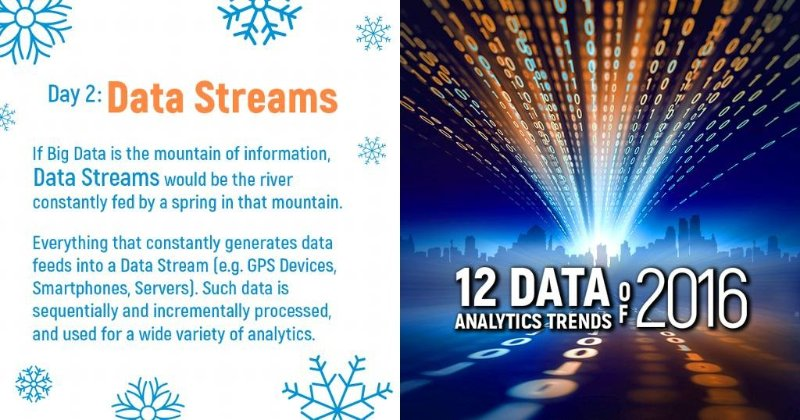 Day 2: Data Streams
If Big Data is the mountain of information,
Data Streams would be the river
constantly fed by a spring in that mountain.
Everything that constantly generates data
feeds into a Data Stream (e.g. GPS Devices,
Smartphones, Servers). Such data is
sequentially and incrementally processed,
and used for a wide variety of analytics.
12 DATA
ANALYTICS TRENDS
OF
2016